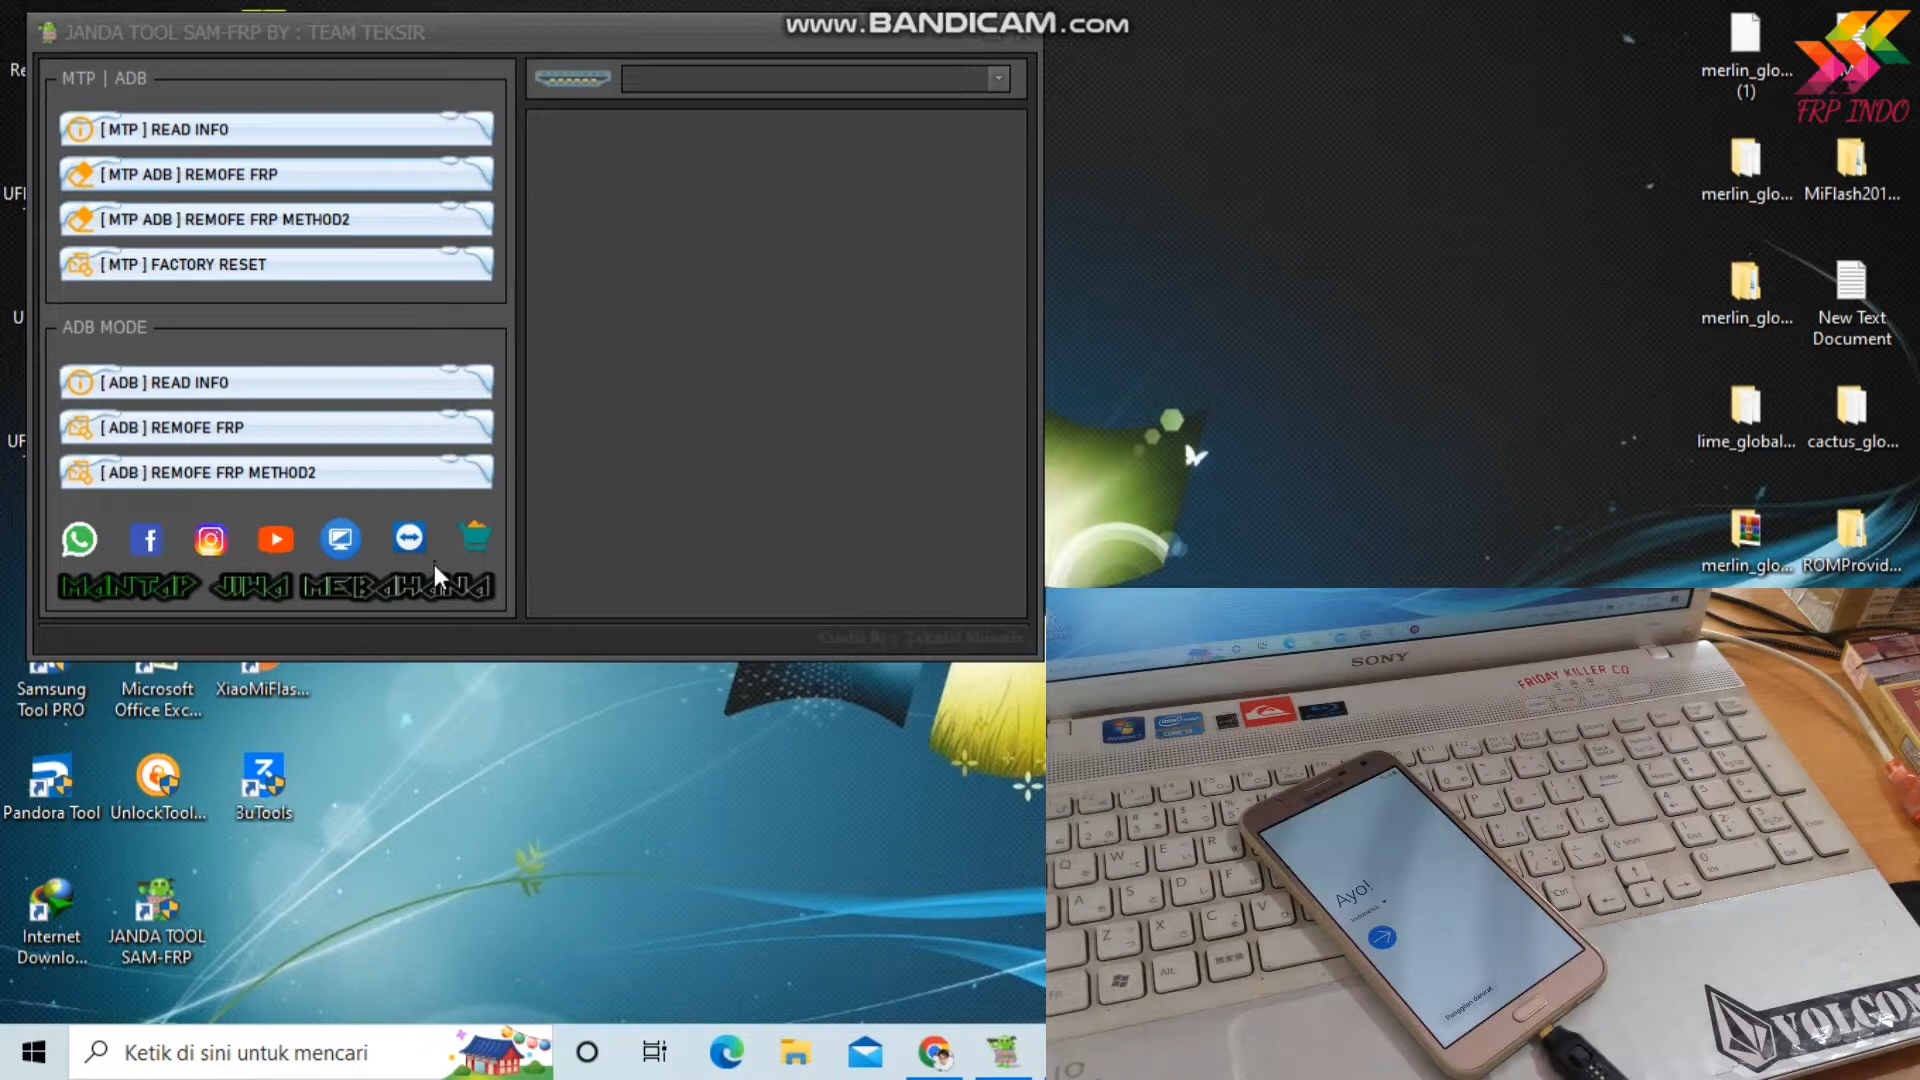 JANDA TOOL SAM-FRP BY : TEAM TEKSIR
www.BANDICAM.com
MTP | ADB
[ MTP ] READ INFO
[ MTP ADB ] REMOFE FRP
[ MTP ADB ] REMOFE FRP METHOD2
[ MTP ] FACTORY RESET
ADB MODE
[ ADB ] READ INFO
[ ADB ] REMOFE FRP
[ ADB ] REMOFE FRP METHOD2
MANTAP JIWA MEBAHANA
merlin_glo...
(1)
FRP INDO
merlin_glo...
MiFlash201...
merlin_glo...
New Text
Document
lime_global...
cactus_glo...
merlin_glo...
ROMProvid...
Samsung
Tool PRO
Microsoft
Office Exc...
XiaoMiFlas...
Pandora Tool
UnlockTool...
3uTools
Internet
Downlo...
JANDA TOOL
SAM-FRP
Ketik di sini untuk mencari
SONY
FRIDAY KILLER CO
Ayo!
Indonesia
Panggilan darurat
VOLCOM